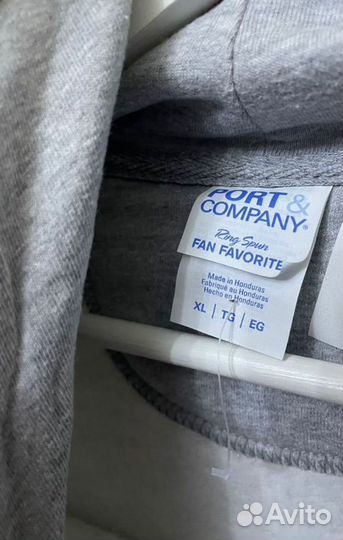 PORT &
COMPANY®
Ring Spun
FAN FAVORITE
Made in Honduras
Fabriqué au Honduras
Hecho en Honduras
XL | TG | EG
Avito